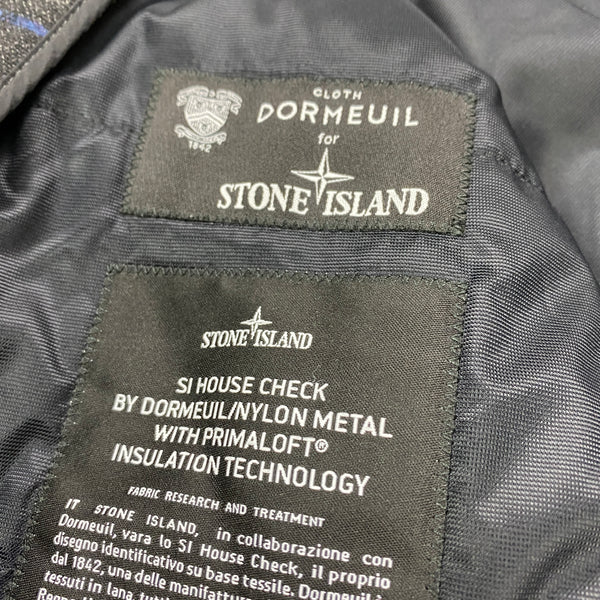 CLOTH
DORMEUIL
1842
for
STONE ISLAND
STONE ISLAND
SI HOUSE CHECK
BY DORMEUIL/NYLON METAL
WITH PRIMALOFT®
INSULATION TECHNOLOGY
FABRIC RESEARCH AND TREATMENT
IT STONE ISLAND, in collaborazione con
Dormeuil, vara lo SI House Check, il proprio
disegno identificativo su base tessile. Dormeuil è
dal 1842, una delle manifatture
tessuti in lana,